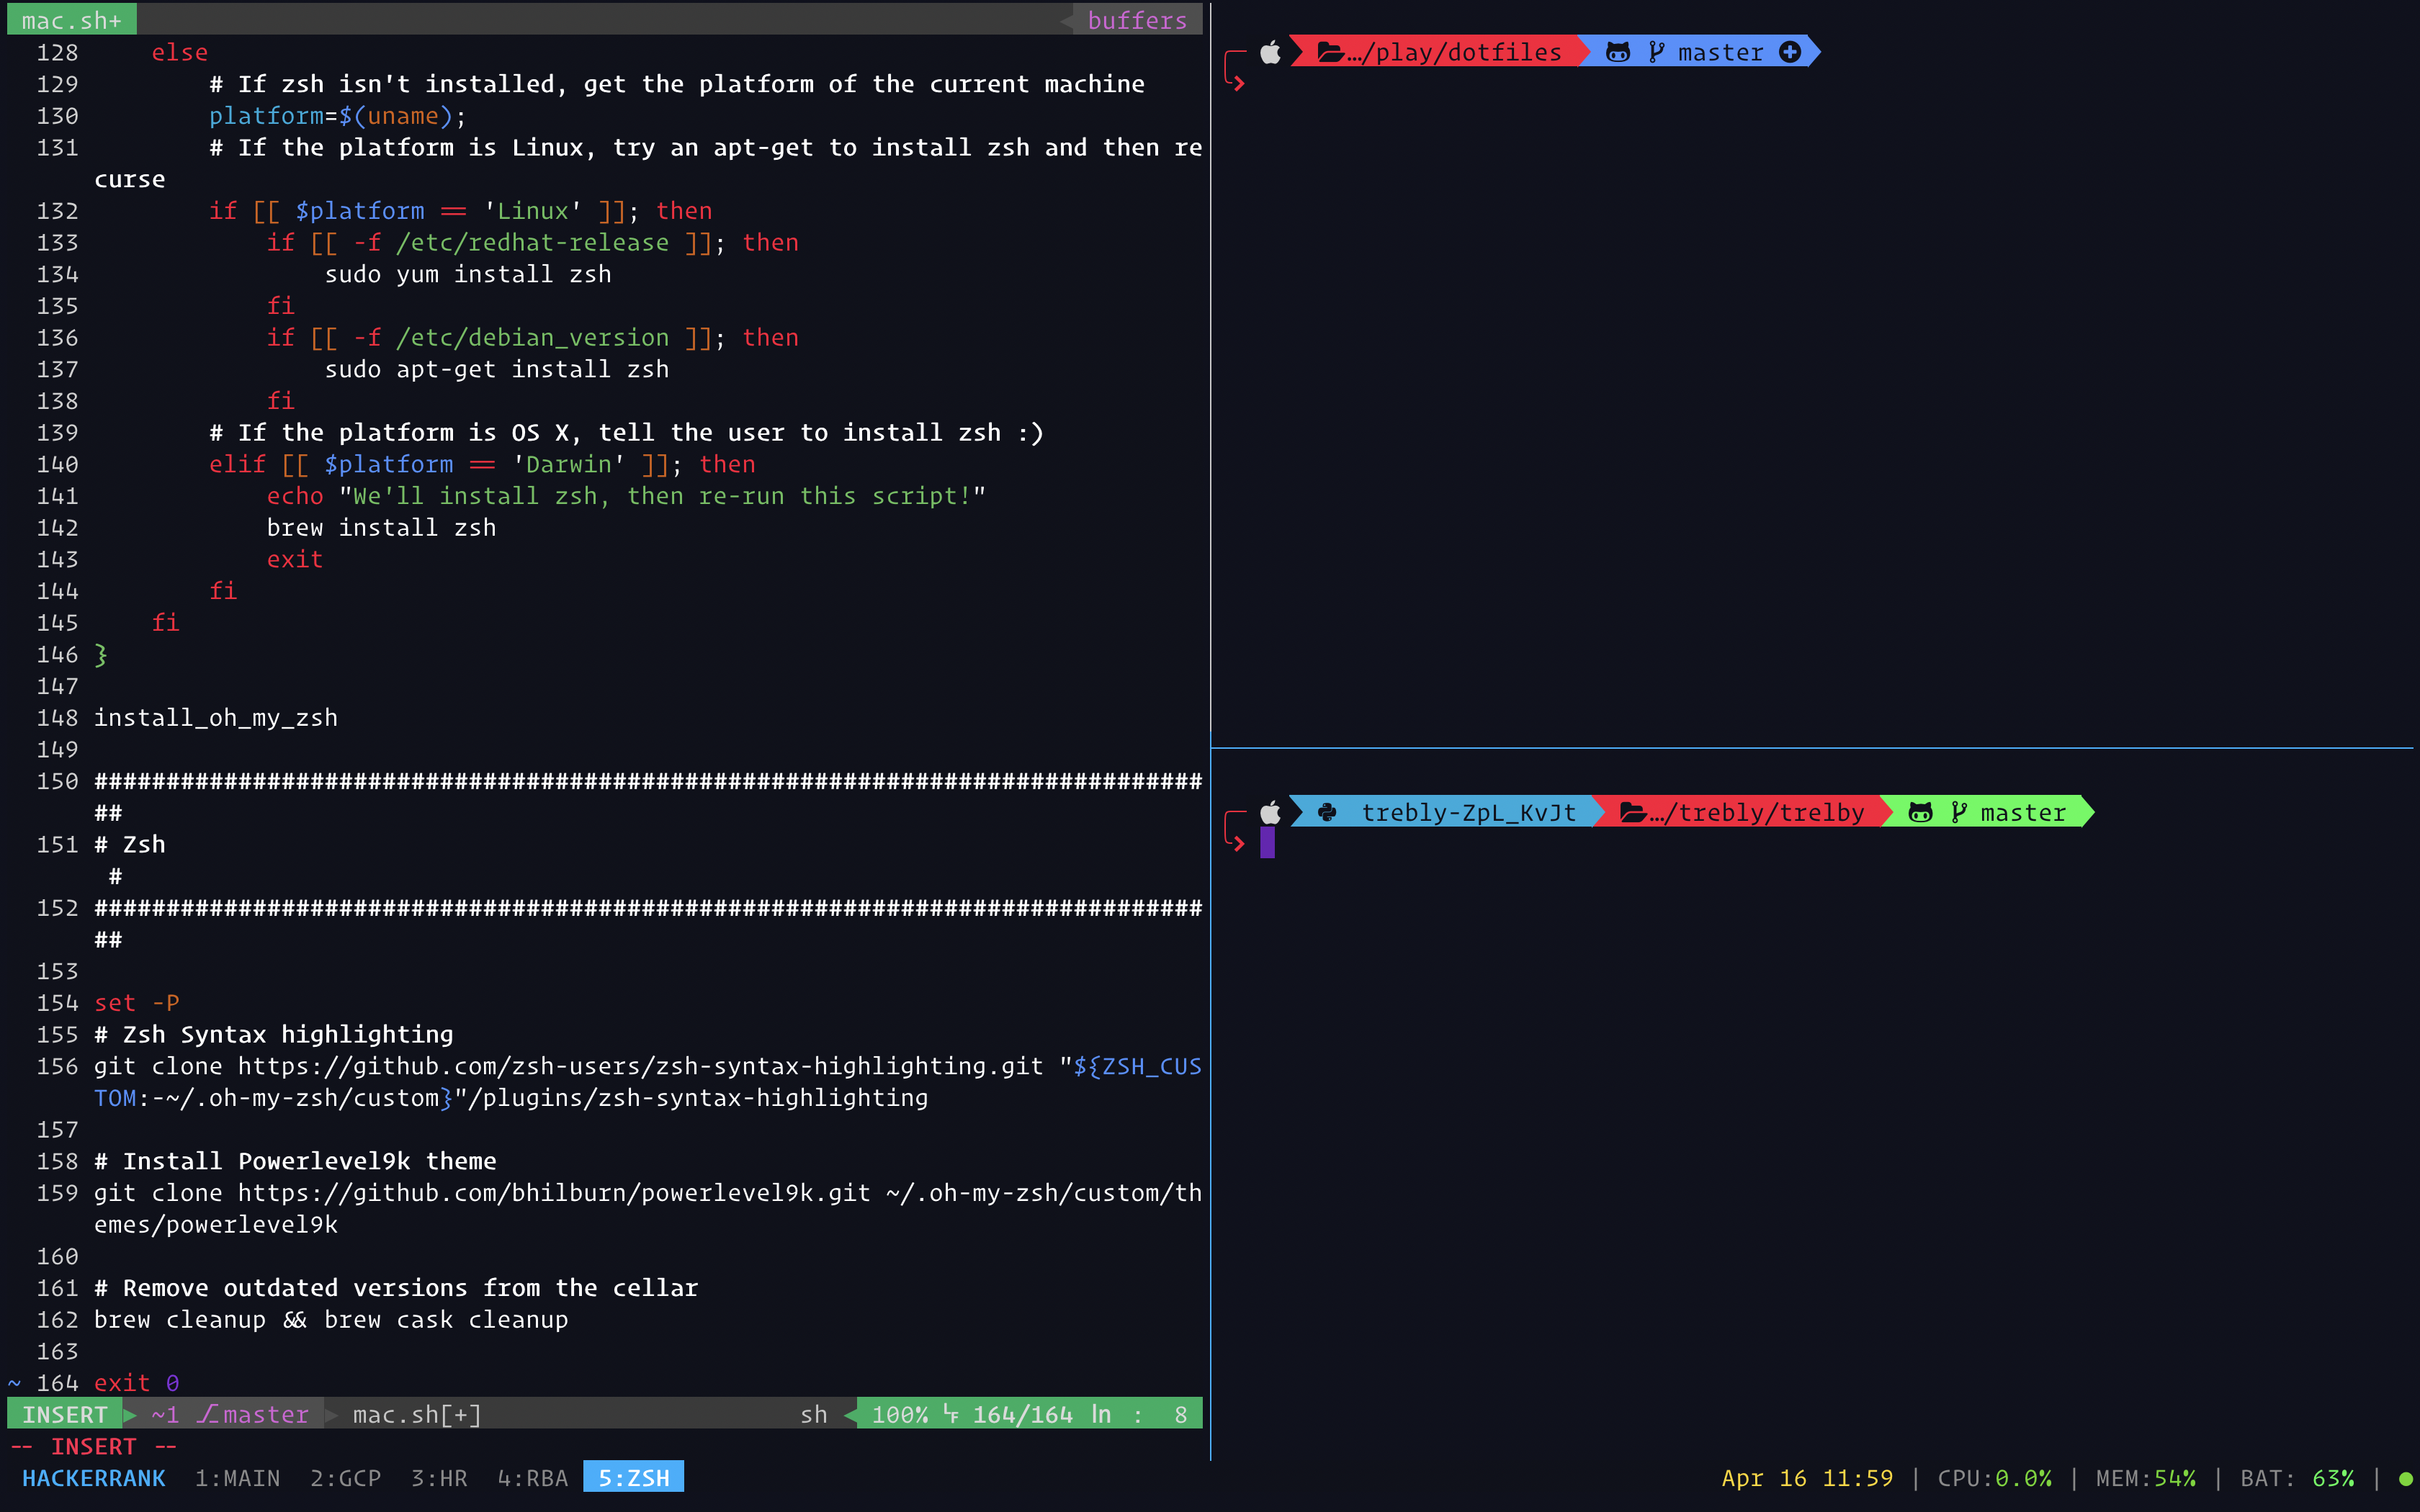 mac.sh+ buffers
128 else
129 # If zsh isn't installed, get the platform of the current machine
130 platform=$(uname);
131 # If the platform is Linux, try an apt-get to install zsh and then re
curse
132 if [[ $platform == 'Linux' ]]; then
133 if [[ -f /etc/redhat-release ]]; then
134 sudo yum install zsh
135 fi
136 if [[ -f /etc/debian_version ]]; then
137 sudo apt-get install zsh
138 fi
139 # If the platform is OS X, tell the user to install zsh :)
140 elif [[ $platform == 'Darwin' ]]; then
141 echo "We'll install zsh, then re-run this script!"
142 brew install zsh
143 exit
144 fi
145 fi
146 }
147
148 install_oh_my_zsh
149
150 #############################################################################
##
151 # Zsh
#
152 #############################################################################
##
153
154 set -P
155 # Zsh Syntax highlighting
156 git clone https://github.com/zsh-users/zsh-syntax-highlighting.git "${ZSH_CUS
TOM:-~/.oh-my-zsh/custom}"/plugins/zsh-syntax-highlighting
157
158 # Install Powerlevel9k theme
159 git clone https://github.com/bhilburn/powerlevel9k.git ~/.oh-my-zsh/custom/th
emes/powerlevel9k
160
161 # Remove outdated versions from the cellar
162 brew cleanup && brew cask cleanup
163
~ 164 exit 0
INSERT ~1 master mac.sh[+] sh 100% LF 164/164 ln : 8
-- INSERT --
…/play/dotfiles master
trebly-ZpL_KvJt …/trebly/trelby master
HACKERRANK 1:MAIN 2:GCP 3:HR 4:RBA 5:ZSH Apr 16 11:59 | CPU:0.0% | MEM:54% | BAT: 63% | ●